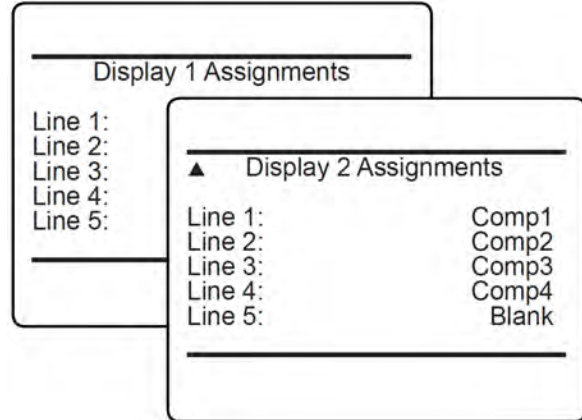 Display 1 Assignments
Line 1:
Line 2:
Line 3:
Line 4:
Line 5:
▲ Display 2 Assignments
Line 1: Comp1
Line 2: Comp2
Line 3: Comp3
Line 4: Comp4
Line 5: Blank